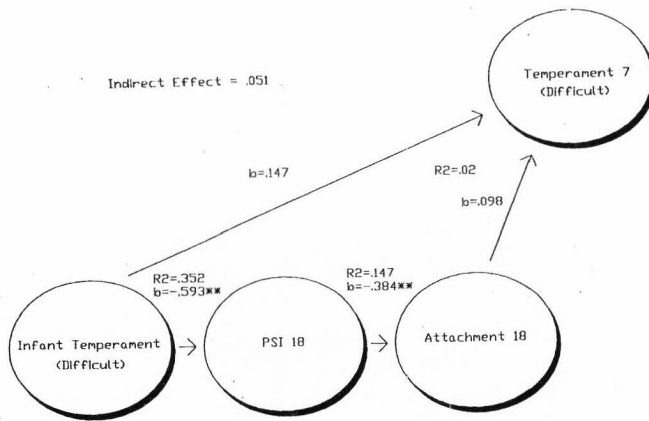 Temperament 7
(Difficult)
Indirect Effect = .051
b=.147
R2=.02
b=.098
R2=.352
b=-.593**
R2=.147
b=-.384**
Infant Temperament
(Difficult)
PSI 18
Attachment 18